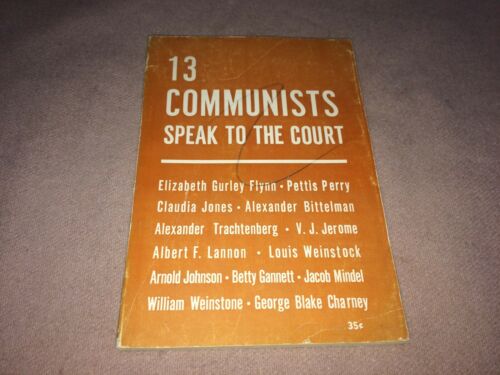 13
COMMUNISTS
SPEAK TO THE COURT
Elizabeth Gurley Flynn • Pettis Perry
Claudia Jones • Alexander Bittelman
Alexander Trachtenberg • V. J. Jerome
Albert F. Lannon • Louis Weinstock
Arnold Johnson • Betty Gannett • Jacob Mindel
William Weinstone • George Blake Charney
35¢